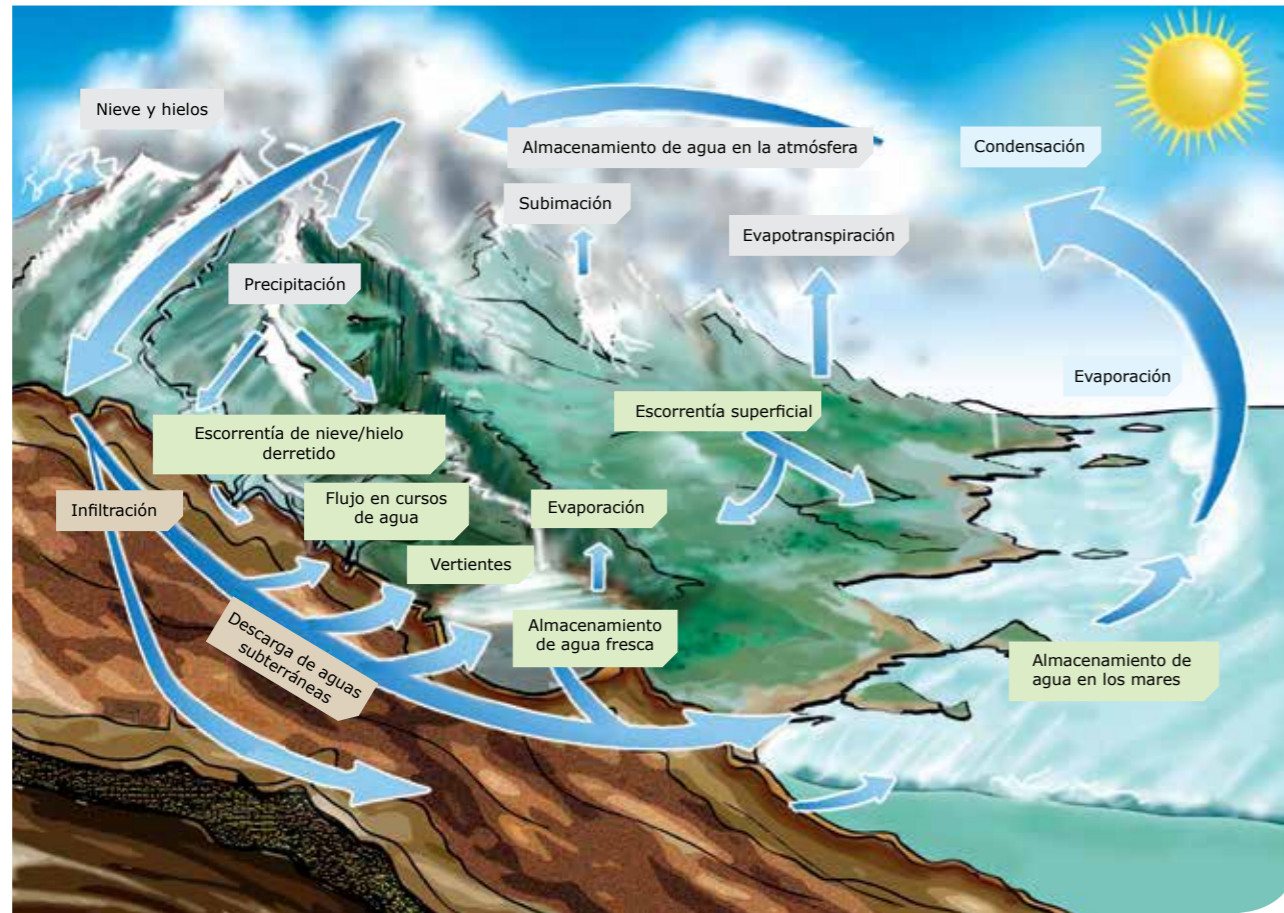 Nieve y hielos
Almacenamiento de agua en la atmósfera
Condensación
Subimación
Evapotranspiración
Precipitación
Evaporación
Escorrentía superficial
Escorrentía de nieve/hielo
derretido
Infiltración
Flujo en cursos
de agua
Evaporación
Vertientes
Descarga de aguas
subterráneas
Almacenamiento
de agua fresca
Almacenamiento de
agua en los mares